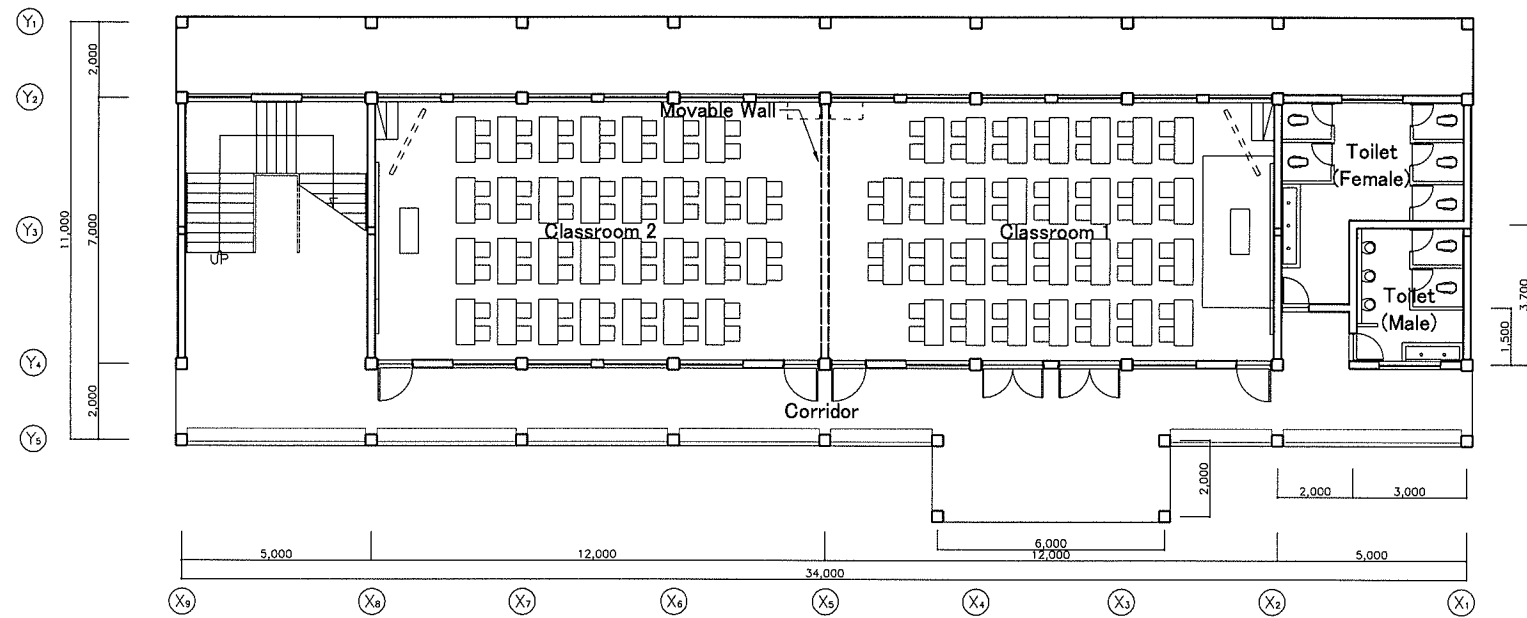 Y1
2,000
Y2
Movable Wall
Toilet
(Female)
11,000
7,000
Y3
Classroom 2
Classroom 1
UP
3,700
Toilet
(Male)
1,500
Y4
2,000
Corridor
Y5
2,000
2,000
3,000
5,000
12,000
6,000
12,000
5,000
34,000
X9
X8
X7
X6
X5
X4
X3
X2
X1